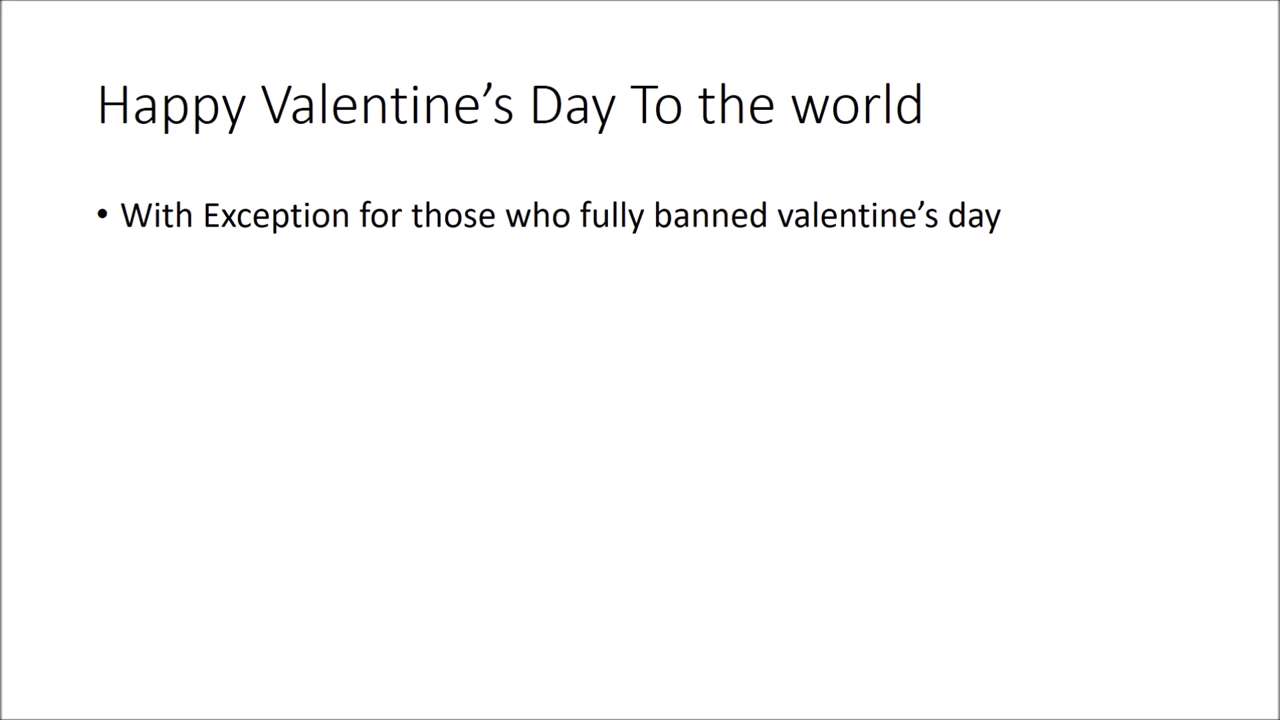 Happy Valentine’s Day To the world
• With Exception for those who fully banned valentine’s day